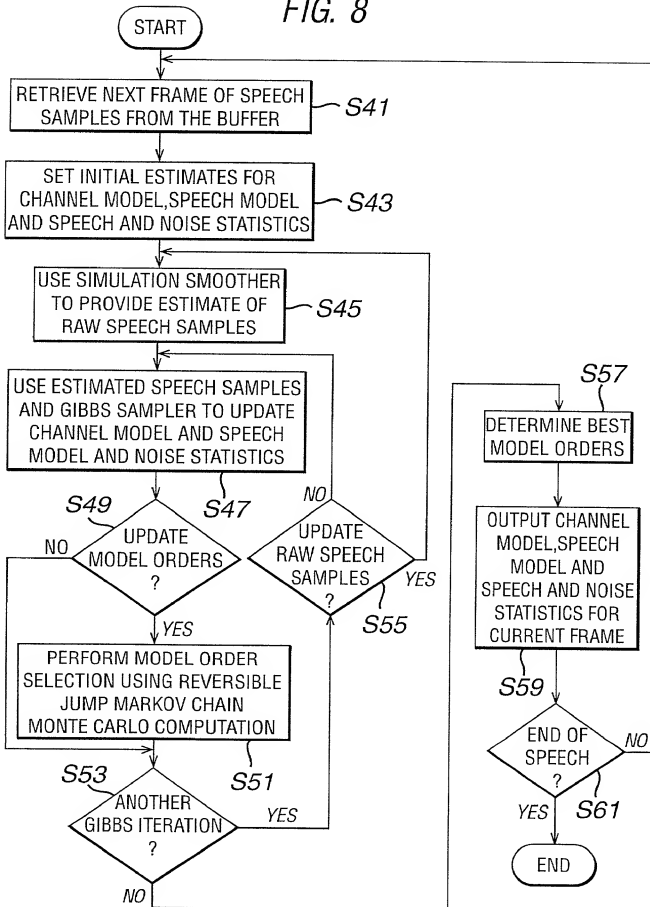 FIG. 8
START
RETRIEVE NEXT FRAME OF SPEECH
SAMPLES FROM THE BUFFER
S41
SET INITIAL ESTIMATES FOR
CHANNEL MODEL,SPEECH MODEL
AND SPEECH AND NOISE STATISTICS
S43
USE SIMULATION SMOOTHER
TO PROVIDE ESTIMATE OF
RAW SPEECH SAMPLES
S45
USE ESTIMATED SPEECH SAMPLES
AND GIBBS SAMPLER TO UPDATE
CHANNEL MODEL AND SPEECH
MODEL AND NOISE STATISTICS
S47
S49
UPDATE
MODEL ORDERS
?
NO
YES
PERFORM MODEL ORDER
SELECTION USING REVERSIBLE
JUMP MARKOV CHAIN
MONTE CARLO COMPUTATION
S51
S53
ANOTHER
GIBBS ITERATION
?
YES
NO
UPDATE
RAW SPEECH
SAMPLES
?
NO
YES
S55
S57
DETERMINE BEST
MODEL ORDERS
OUTPUT CHANNEL
MODEL,SPEECH
MODEL AND
SPEECH AND NOISE
STATISTICS FOR
CURRENT FRAME
S59
END OF
SPEECH
?
NO
S61
YES
END